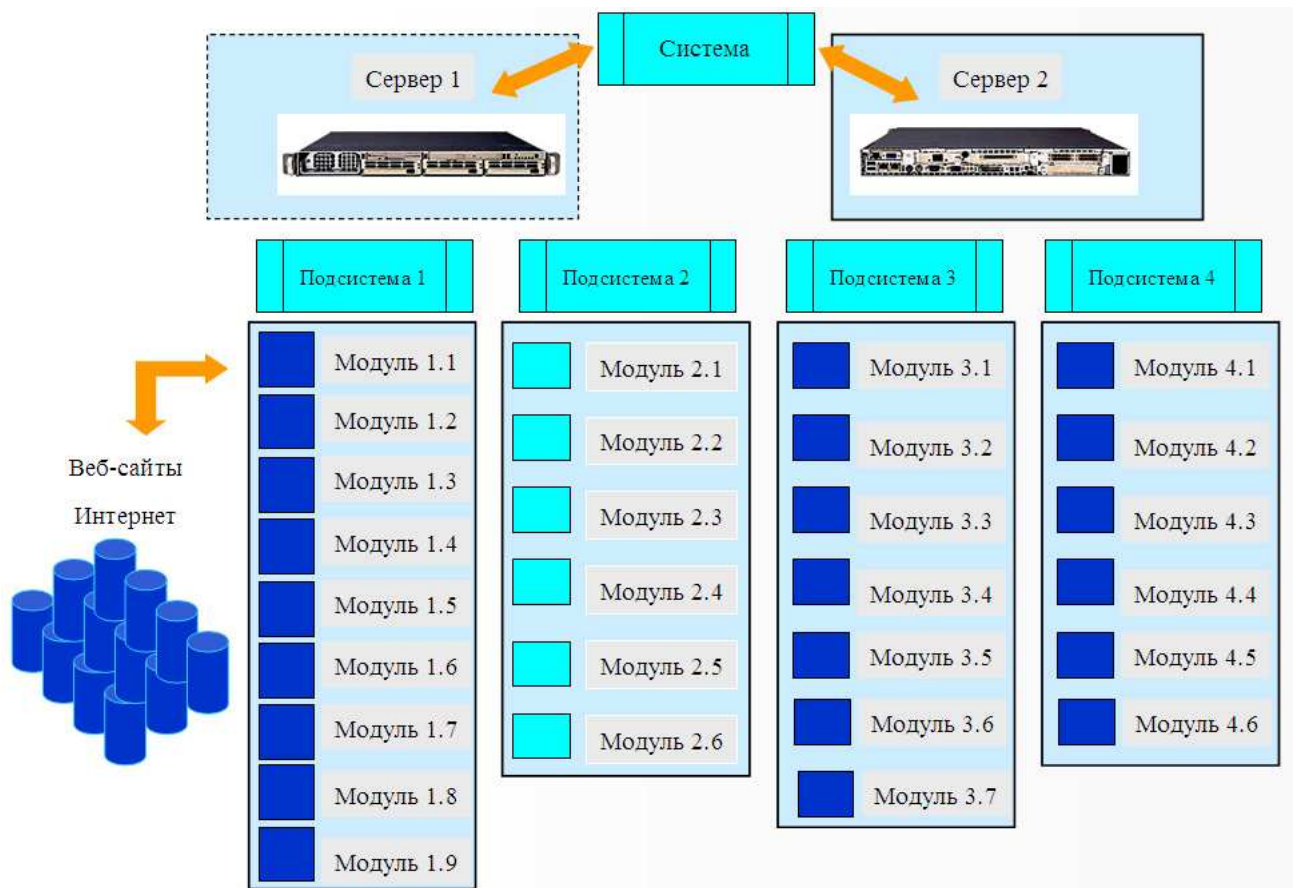 Система
Сервер 1
Сервер 2
Подсистема 1
Подсистема 2
Подсистема 3
Подсистема 4
Веб-сайты
Интернет
Модуль 1.1
Модуль 1.2
Модуль 1.3
Модуль 1.4
Модуль 1.5
Модуль 1.6
Модуль 1.7
Модуль 1.8
Модуль 1.9
Модуль 2.1
Модуль 2.2
Модуль 2.3
Модуль 2.4
Модуль 2.5
Модуль 2.6
Модуль 3.1
Модуль 3.2
Модуль 3.3
Модуль 3.4
Модуль 3.5
Модуль 3.6
Модуль 3.7
Модуль 4.1
Модуль 4.2
Модуль 4.3
Модуль 4.4
Модуль 4.5
Модуль 4.6